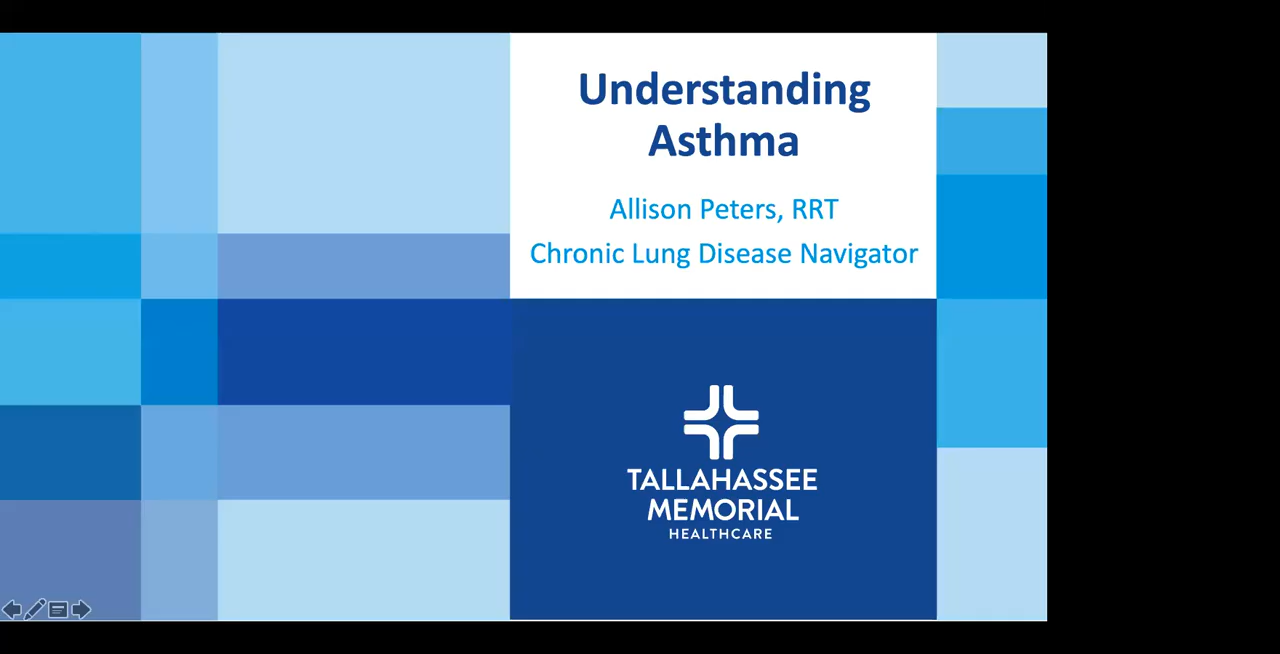 Understanding
Asthma
Allison Peters, RRT
Chronic Lung Disease Navigator
TALLAHASSEE
MEMORIAL
HEALTHCARE